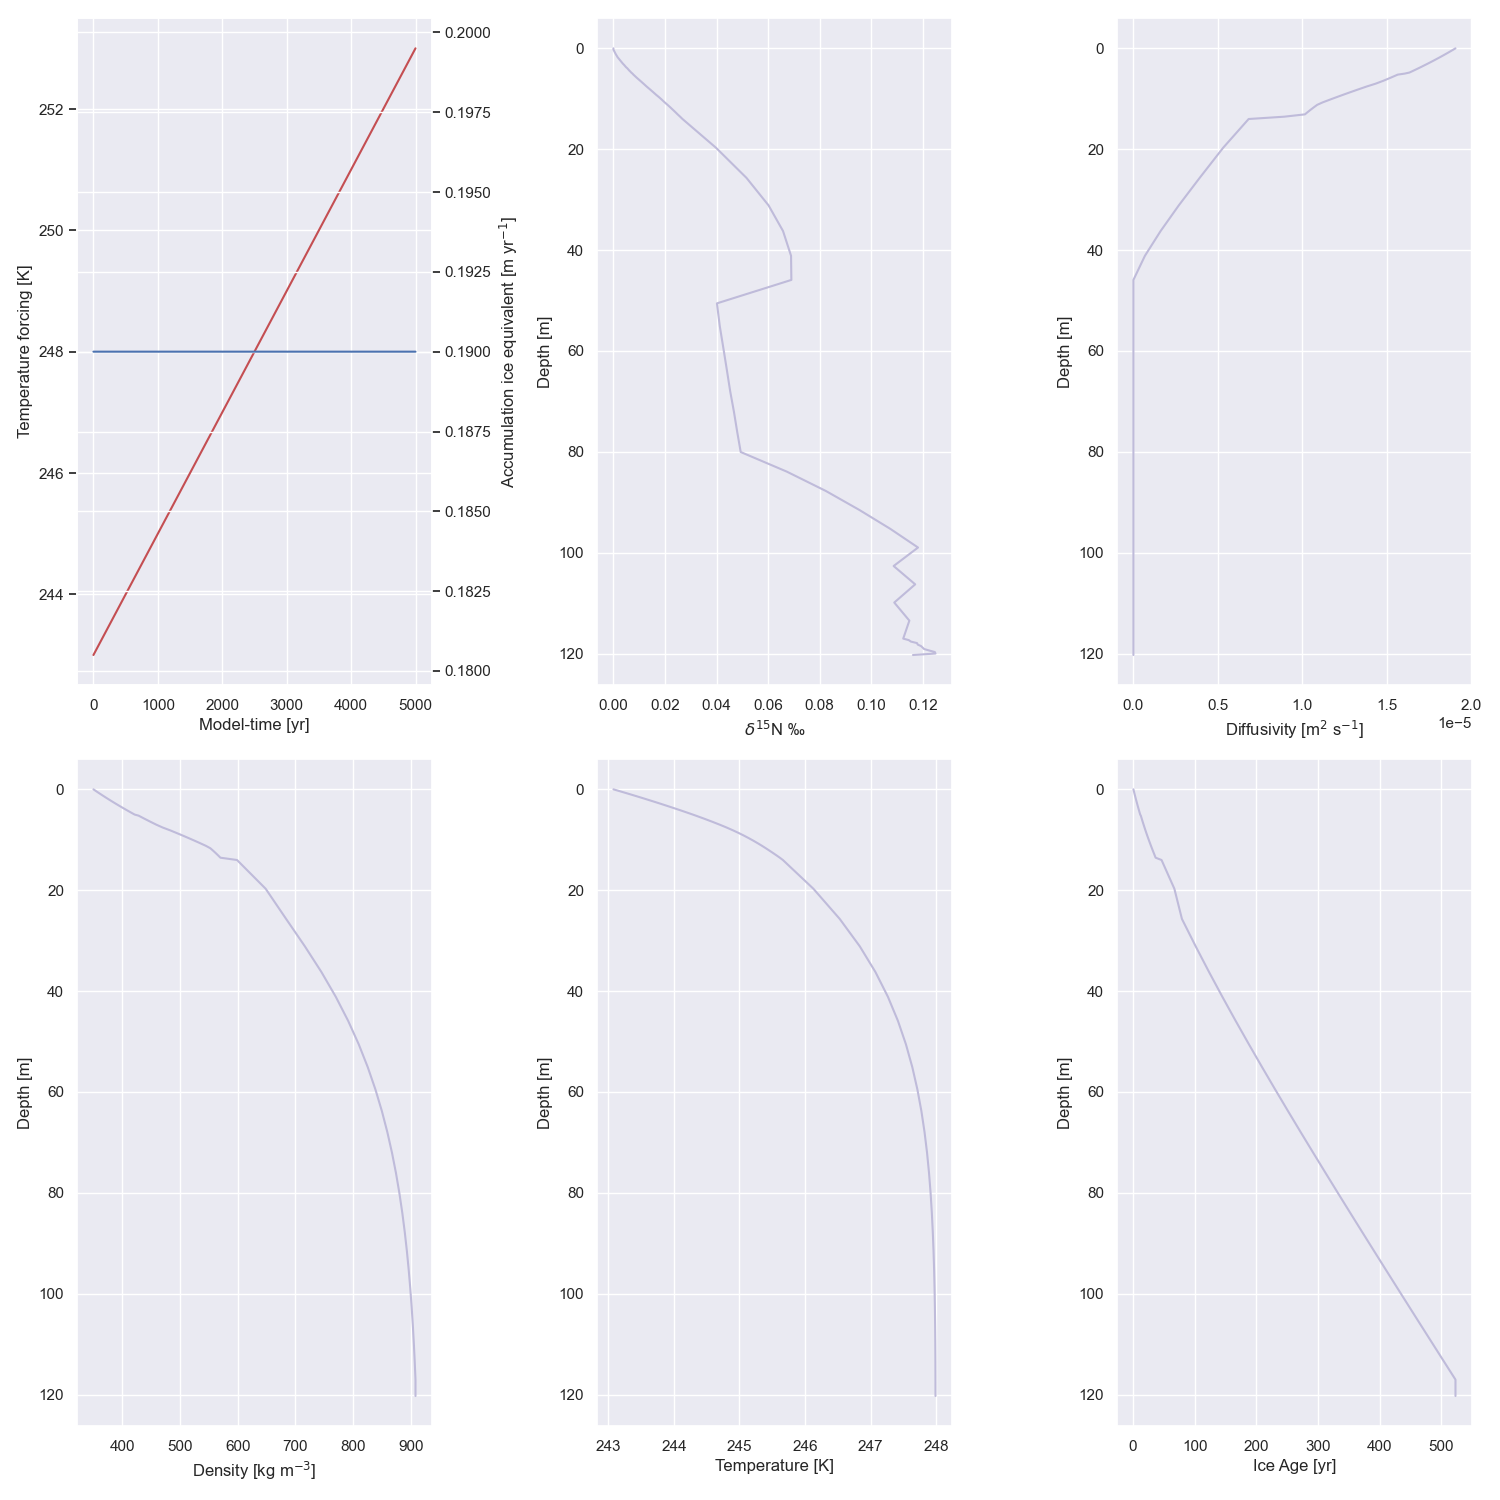 Temperature forcing [K]
252
250
248
246
244
0 1000 2000 3000 4000 5000
Model-time [yr]
0.2000
0.1975
0.1950
0.1925
0.1900
0.1875
0.1850
0.1825
0.1800
Accumulation ice equivalent [m yr⁻¹]
Depth [m]
0
20
40
60
80
100
120
0.00 0.02 0.04 0.06 0.08 0.10 0.12
δ¹⁵N ‰
Depth [m]
0
20
40
60
80
100
120
0.0 0.5 1.0 1.5 2.0
1e−5
Diffusivity [m² s⁻¹]
Depth [m]
0
20
40
60
80
100
120
400 500 600 700 800 900
Density [kg m⁻³]
Depth [m]
0
20
40
60
80
100
120
243 244 245 246 247 248
Temperature [K]
Depth [m]
0
20
40
60
80
100
120
0 100 200 300 400 500
Ice Age [yr]